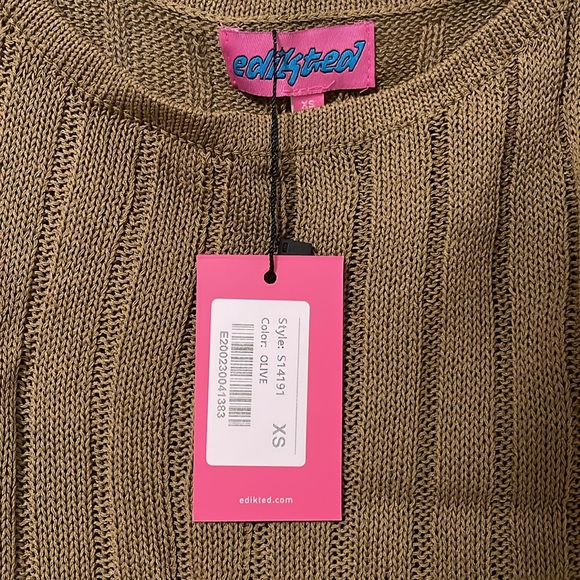 edikted
XS
Style: S14191
Color: OLIVE
E200230041383
XS
edikted.com